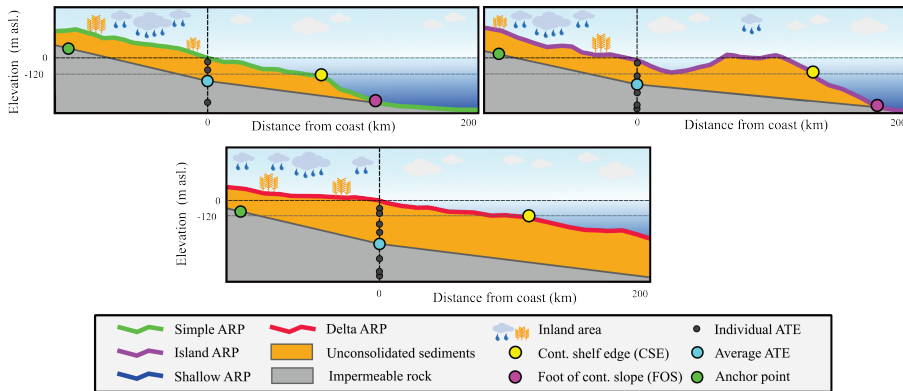 Elevation (m asl.)
0
-120
0
Distance from coast (km)
200
0
-120
0
Distance from coast (km)
200
Elevation (m asl.)
0
-120
0
Distance from coast (km)
200
Simple ARP
Delta ARP
Inland area
Individual ATE
Island ARP
Unconsolidated sediments
Cont. shelf edge (CSE)
Average ATE
Shallow ARP
Impermeable rock
Foot of cont. slope (FOS)
Anchor point